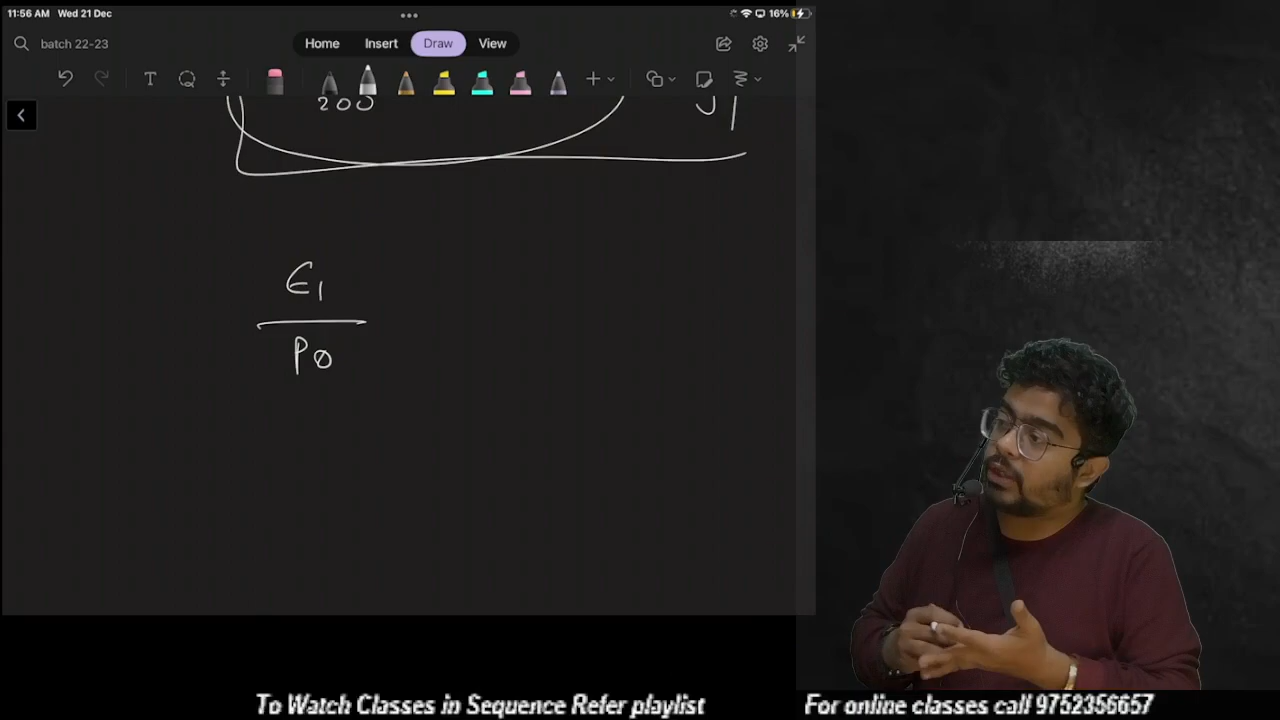 11:56 AM Wed 21 Dec
16%
batch 22-23
Home Insert Draw View
T
200
E1
P0
To Watch Classes in Sequence Refer playlist
For online classes call 9752356657